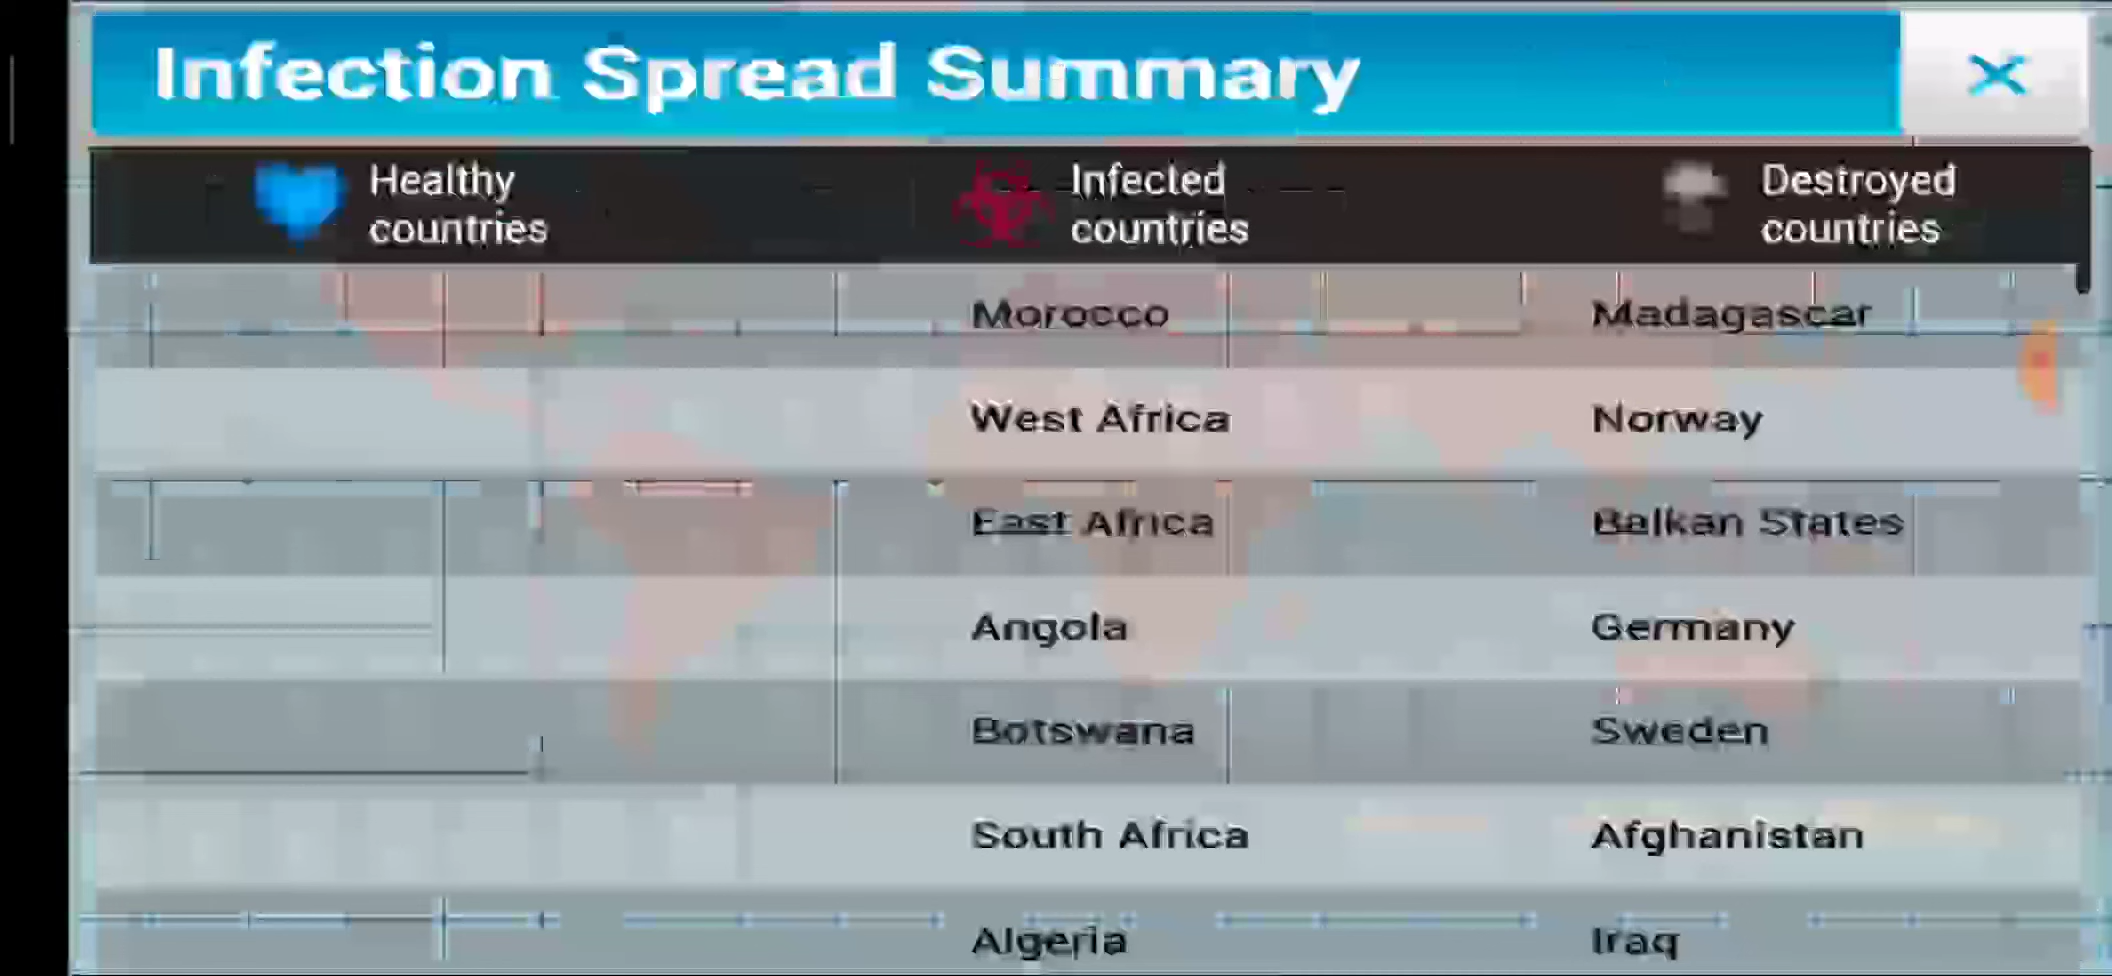 Infection Spread Summary
Healthy
countries
Infected
countries
Destroyed
countries
Morocco Madagascar
West Africa Norway
East Africa Balkan States
Angola Germany
Botswana Sweden
South Africa Afghanistan
Algeria Iraq